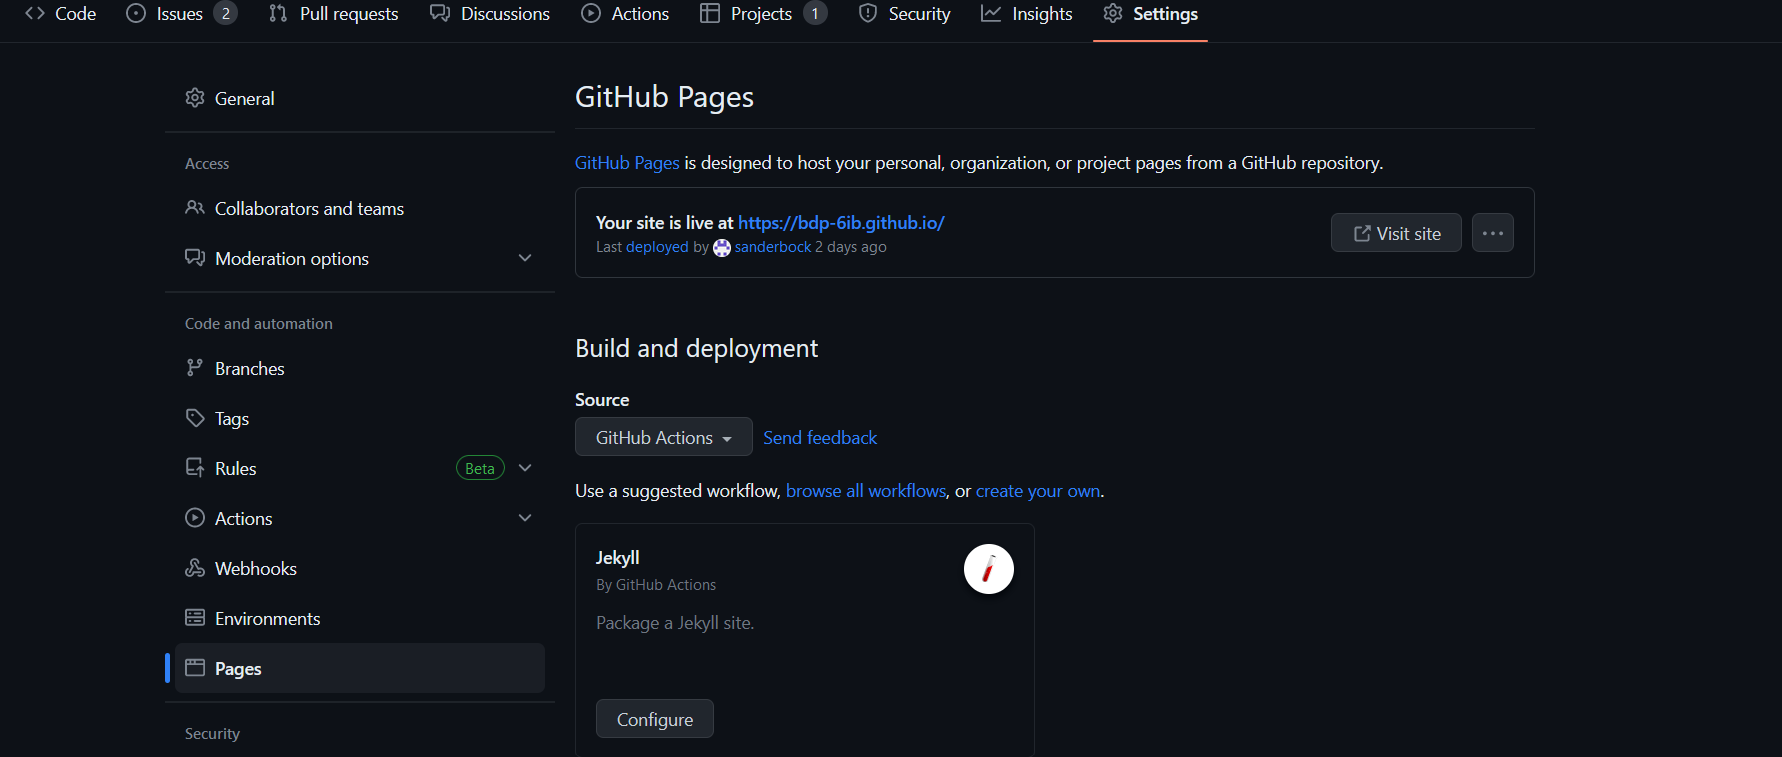 Code Issues 2 Pull requests Discussions Actions Projects 1 Security Insights Settings
General
Access
Collaborators and teams
Moderation options
Code and automation
Branches
Tags
Rules Beta
Actions
Webhooks
Environments
Pages
Security
GitHub Pages
GitHub Pages is designed to host your personal, organization, or project pages from a GitHub repository.
Your site is live at https://bdp-6ib.github.io/
Last deployed by sanderbock 2 days ago
Visit site
Build and deployment
Source
GitHub Actions Send feedback
Use a suggested workflow, browse all workflows, or create your own.
Jekyll
By GitHub Actions
Package a Jekyll site.
Configure